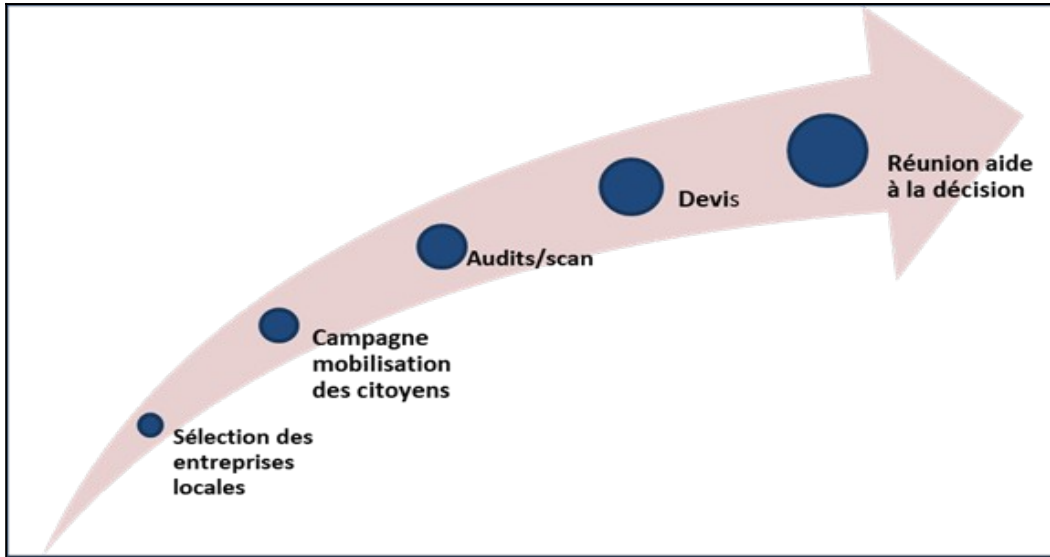 Sélection des
entreprises
locales
Campagne
mobilisation
des citoyens
Audits/scan
Devis
Réunion aide
à la décision